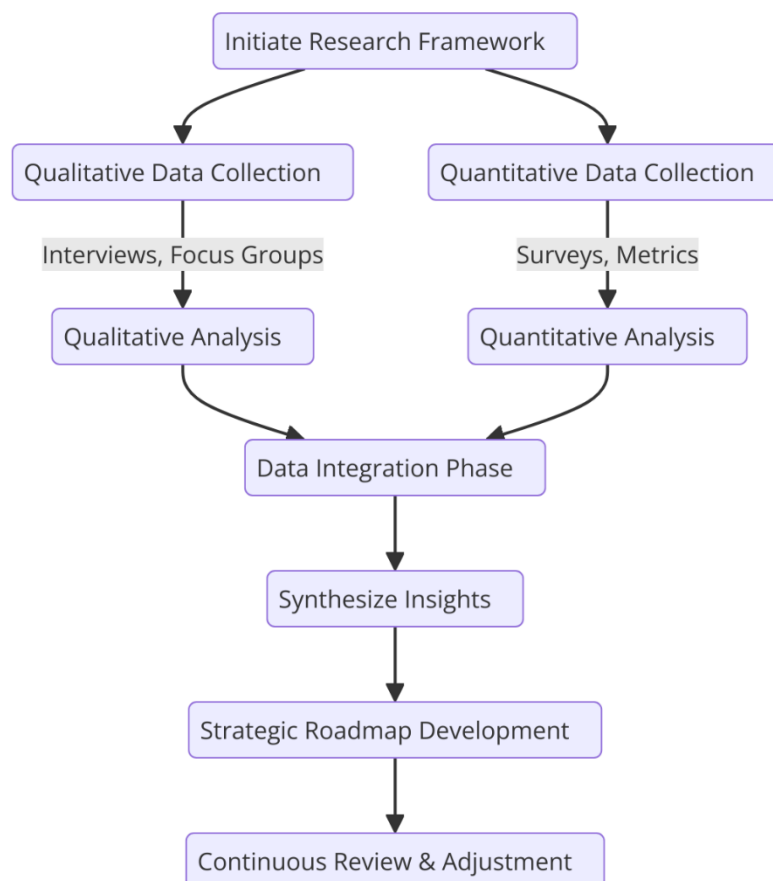 Initiate Research Framework
Qualitative Data Collection
Quantitative Data Collection
Interviews, Focus Groups
Surveys, Metrics
Qualitative Analysis
Quantitative Analysis
Data Integration Phase
Synthesize Insights
Strategic Roadmap Development
Continuous Review & Adjustment